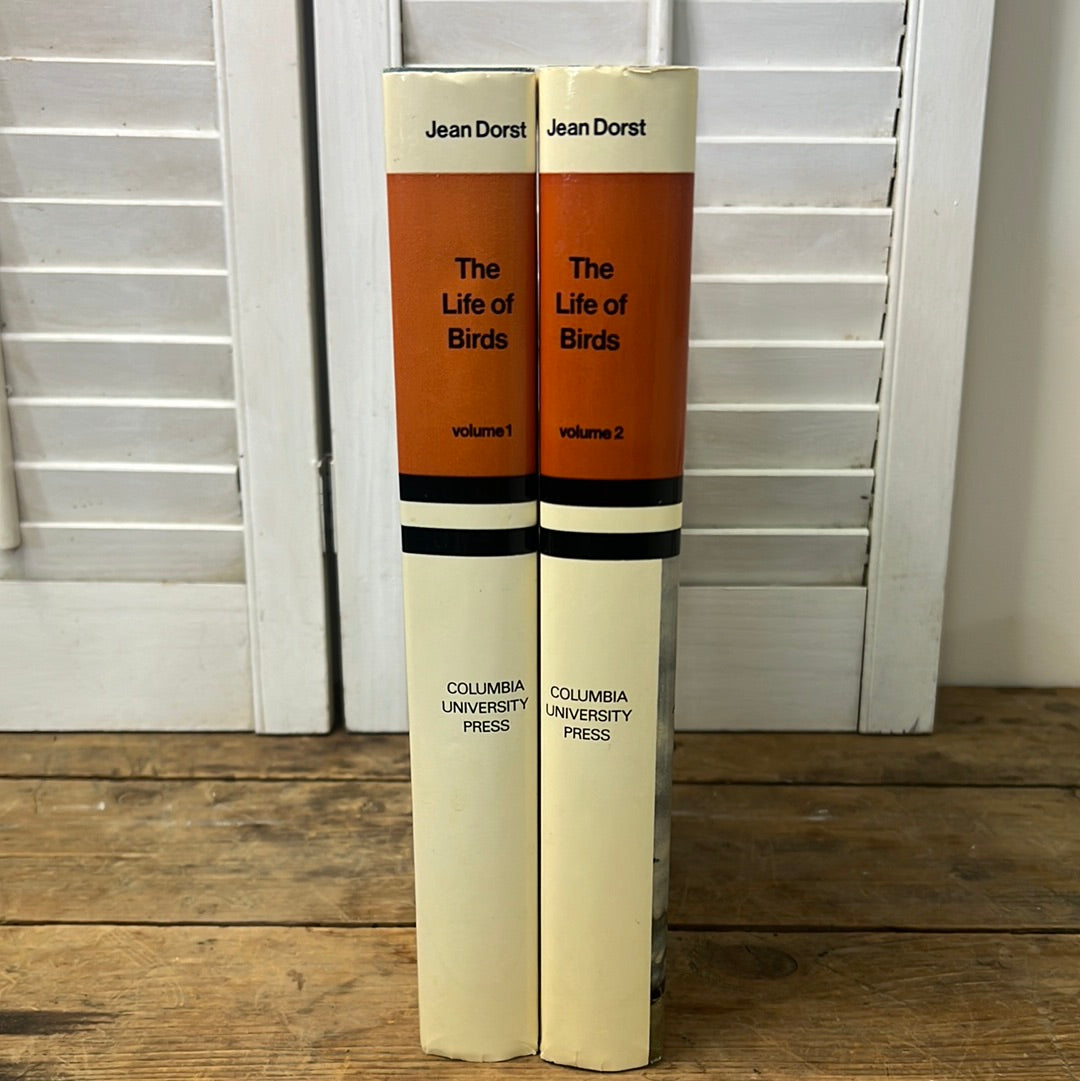 Jean Dorst
The
Life of
Birds
volume 1
COLUMBIA
UNIVERSITY
PRESS
Jean Dorst
The
Life of
Birds
volume 2
COLUMBIA
UNIVERSITY
PRESS